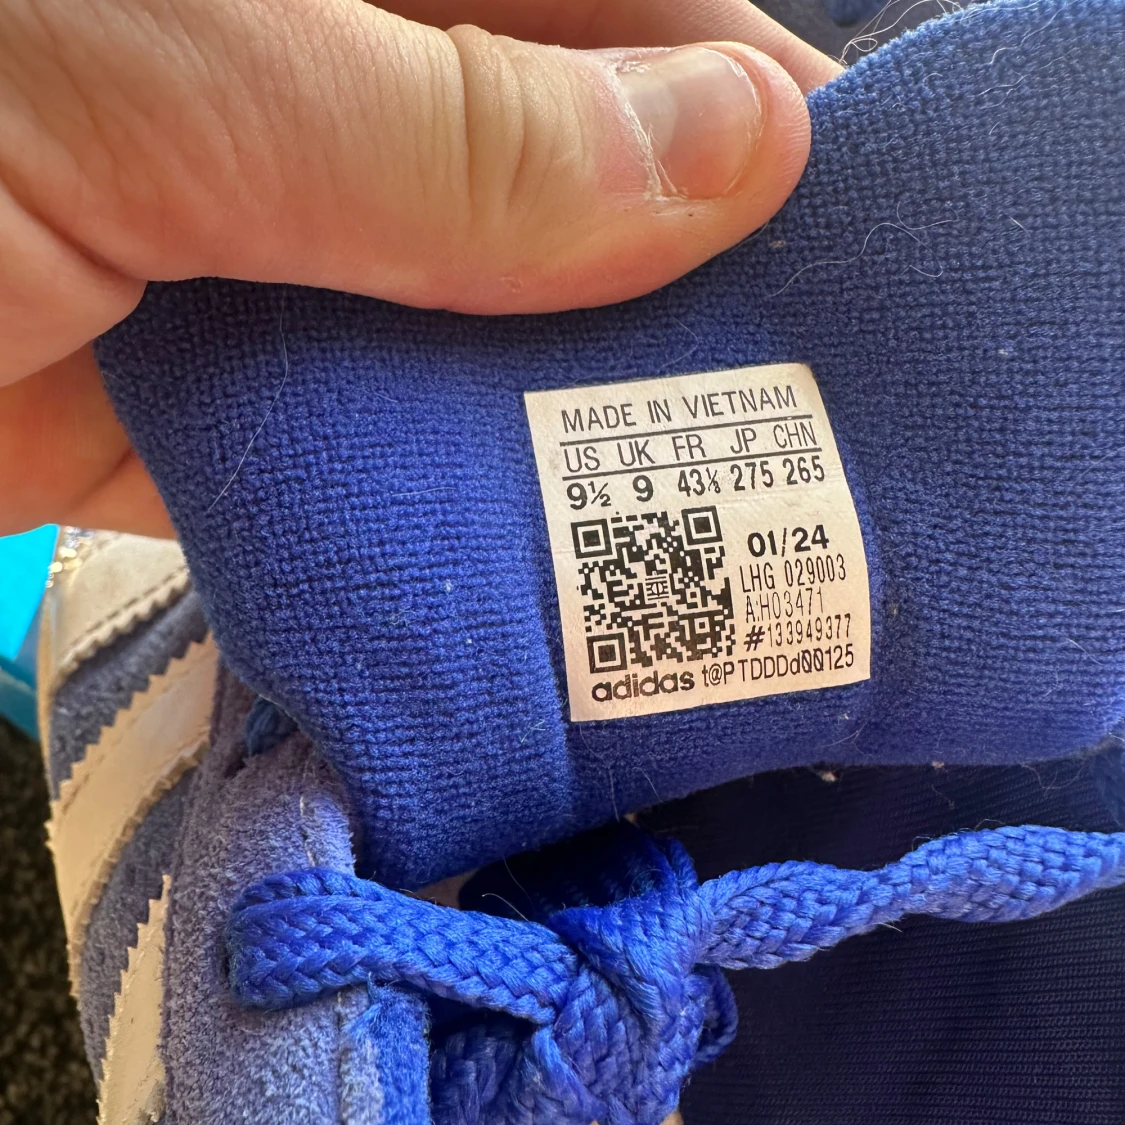 MADE IN VIETNAM
US UK FR JP CHN
9½ 9 43⅓ 275 265
01/24
LHG 029003
A:H03471
#133949377
adidas t@PTDDDd00125